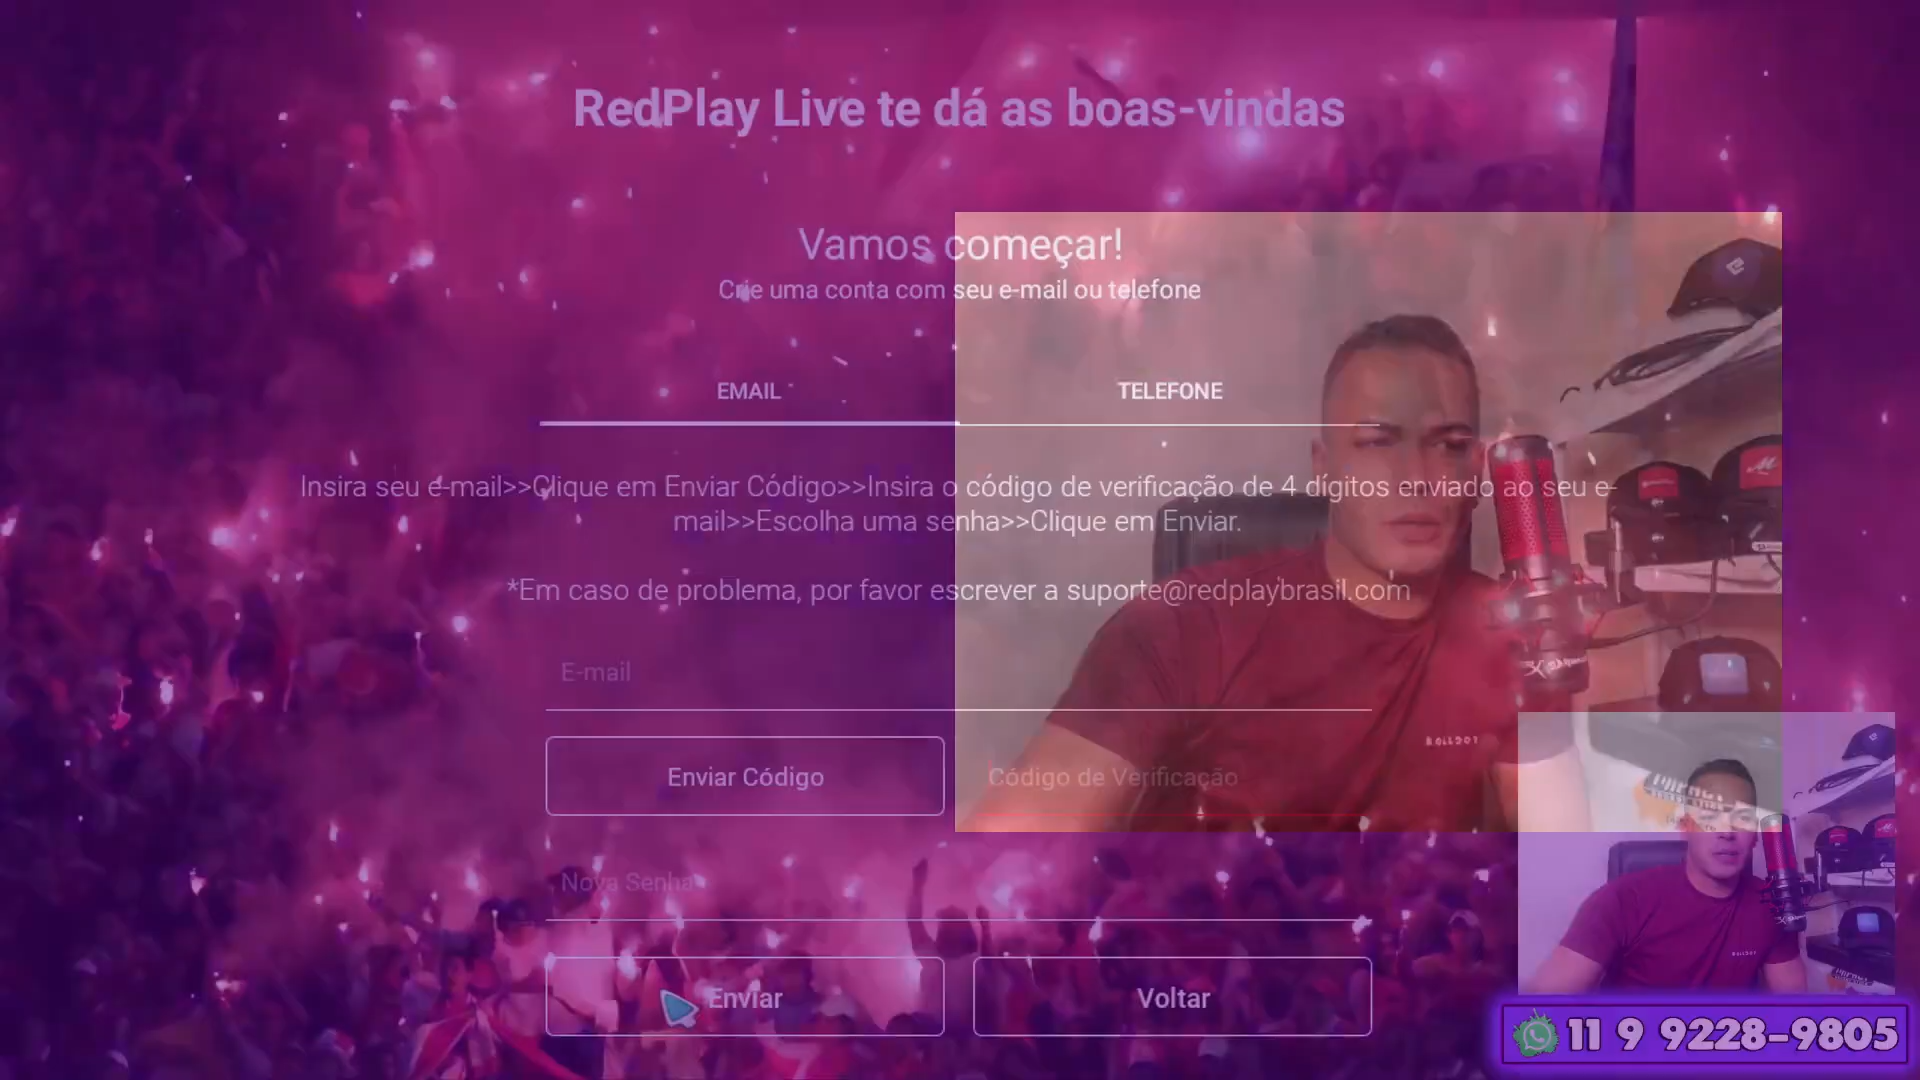 RedPlay Live te dá as boas-vindas
Vamos começar!
Crie uma conta com seu e-mail ou telefone
EMAIL
TELEFONE
Insira seu e-mail>>Clique em Enviar Código>>Insira o código de verificação de 4 dígitos enviado ao seu e-
mail>>Escolha uma senha>>Clique em Enviar.
*Em caso de problema, por favor escrever a suporte@redplaybrasil.com
E-mail
Enviar Código
Código de Verificação
Nova Senha
Enviar
Voltar
11 9 9228-9805